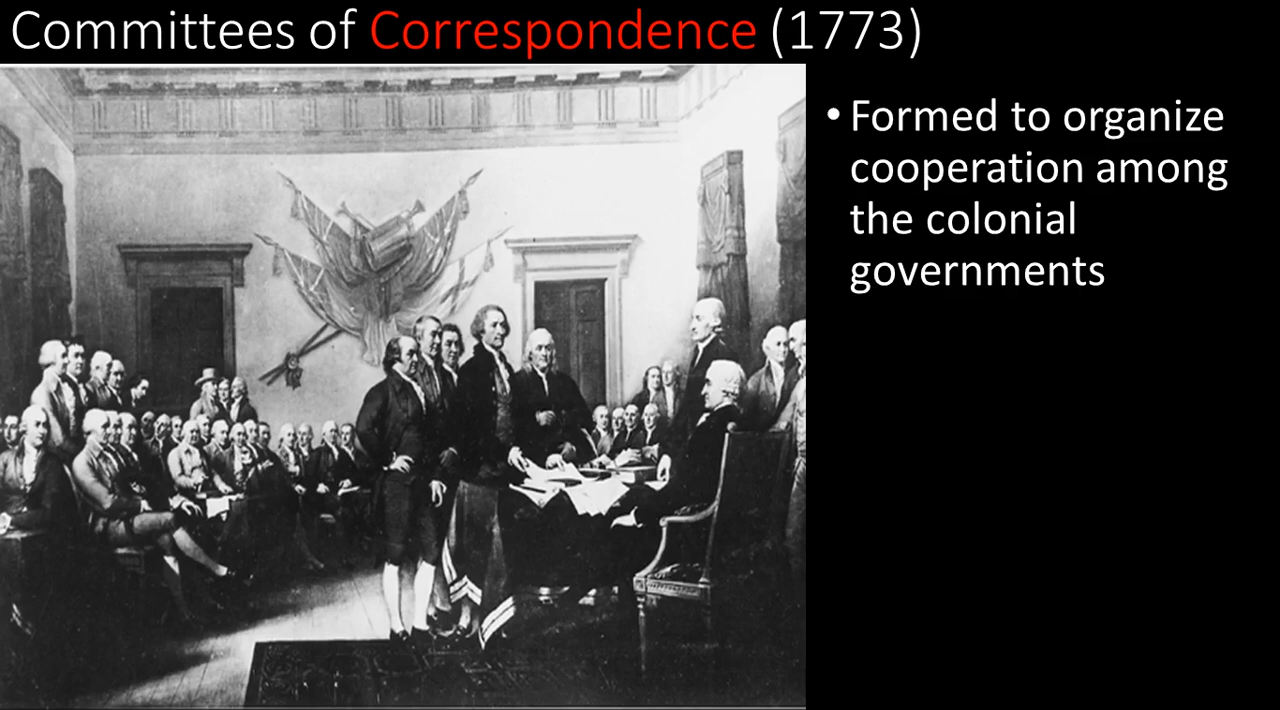 Committees of Correspondence (1773)
• Formed to organize
cooperation among
the colonial
governments